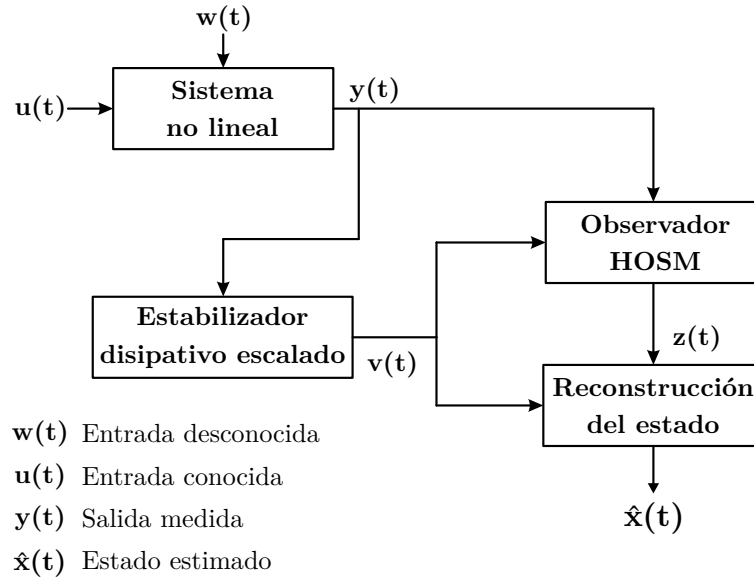 w(t)
u(t)
Sistema
no lineal
y(t)
Observador
HOSM
Estabilizador
disipativo escalado
v(t)
z(t)
Reconstrucción
del estado
x̂(t)
w(t) Entrada desconocida
u(t) Entrada conocida
y(t) Salida medida
x̂(t) Estado estimado